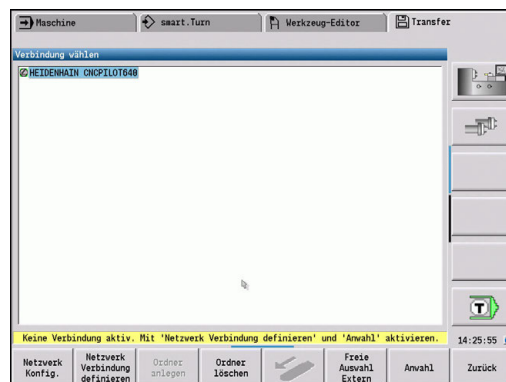 Maschine
smart.Turn
Werkzeug-Editor
Transfer
Verbindung wählen
HEIDENHAIN CNCPILOT640
T
Keine Verbindung aktiv. Mit 'Netzwerk Verbindung definieren' und 'Anwahl' aktivieren.
14:25:55
Netzwerk
Konfig.
Netzwerk
Verbindung
definieren
Ordner
anlegen
Ordner
löschen
Freie
Auswahl
Extern
Anwahl
Zurück